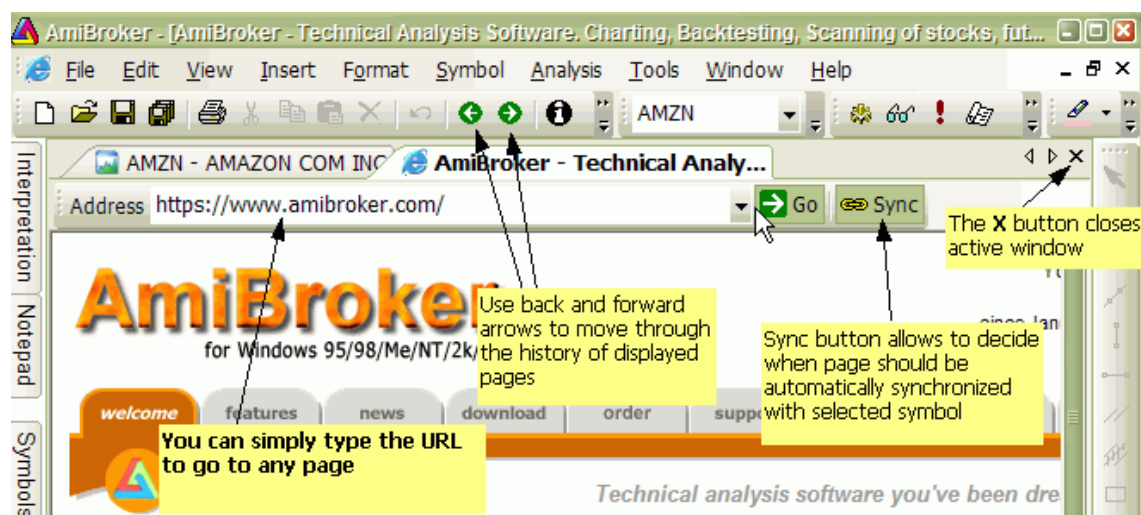 AmiBroker - [AmiBroker - Technical Analysis Software. Charting, Backtesting, Scanning of stocks, fut...
File Edit View Insert Format Symbol Analysis Tools Window Help
AMZN
AMZN - AMAZON COM INC
AmiBroker - Technical Analy...
Address https://www.amibroker.com/
Go
Sync
Interpretation
Notepad
Symbols
The X button closes
active window
AmiBroker
for Windows 95/98/Me/NT/2k/
Use back and forward
arrows to move through
the history of displayed
pages
Sync button allows to decide
when page should be
automatically synchronized
with selected symbol
welcome features news download order suppo
You can simply type the URL
to go to any page
Technical analysis software you've been dre